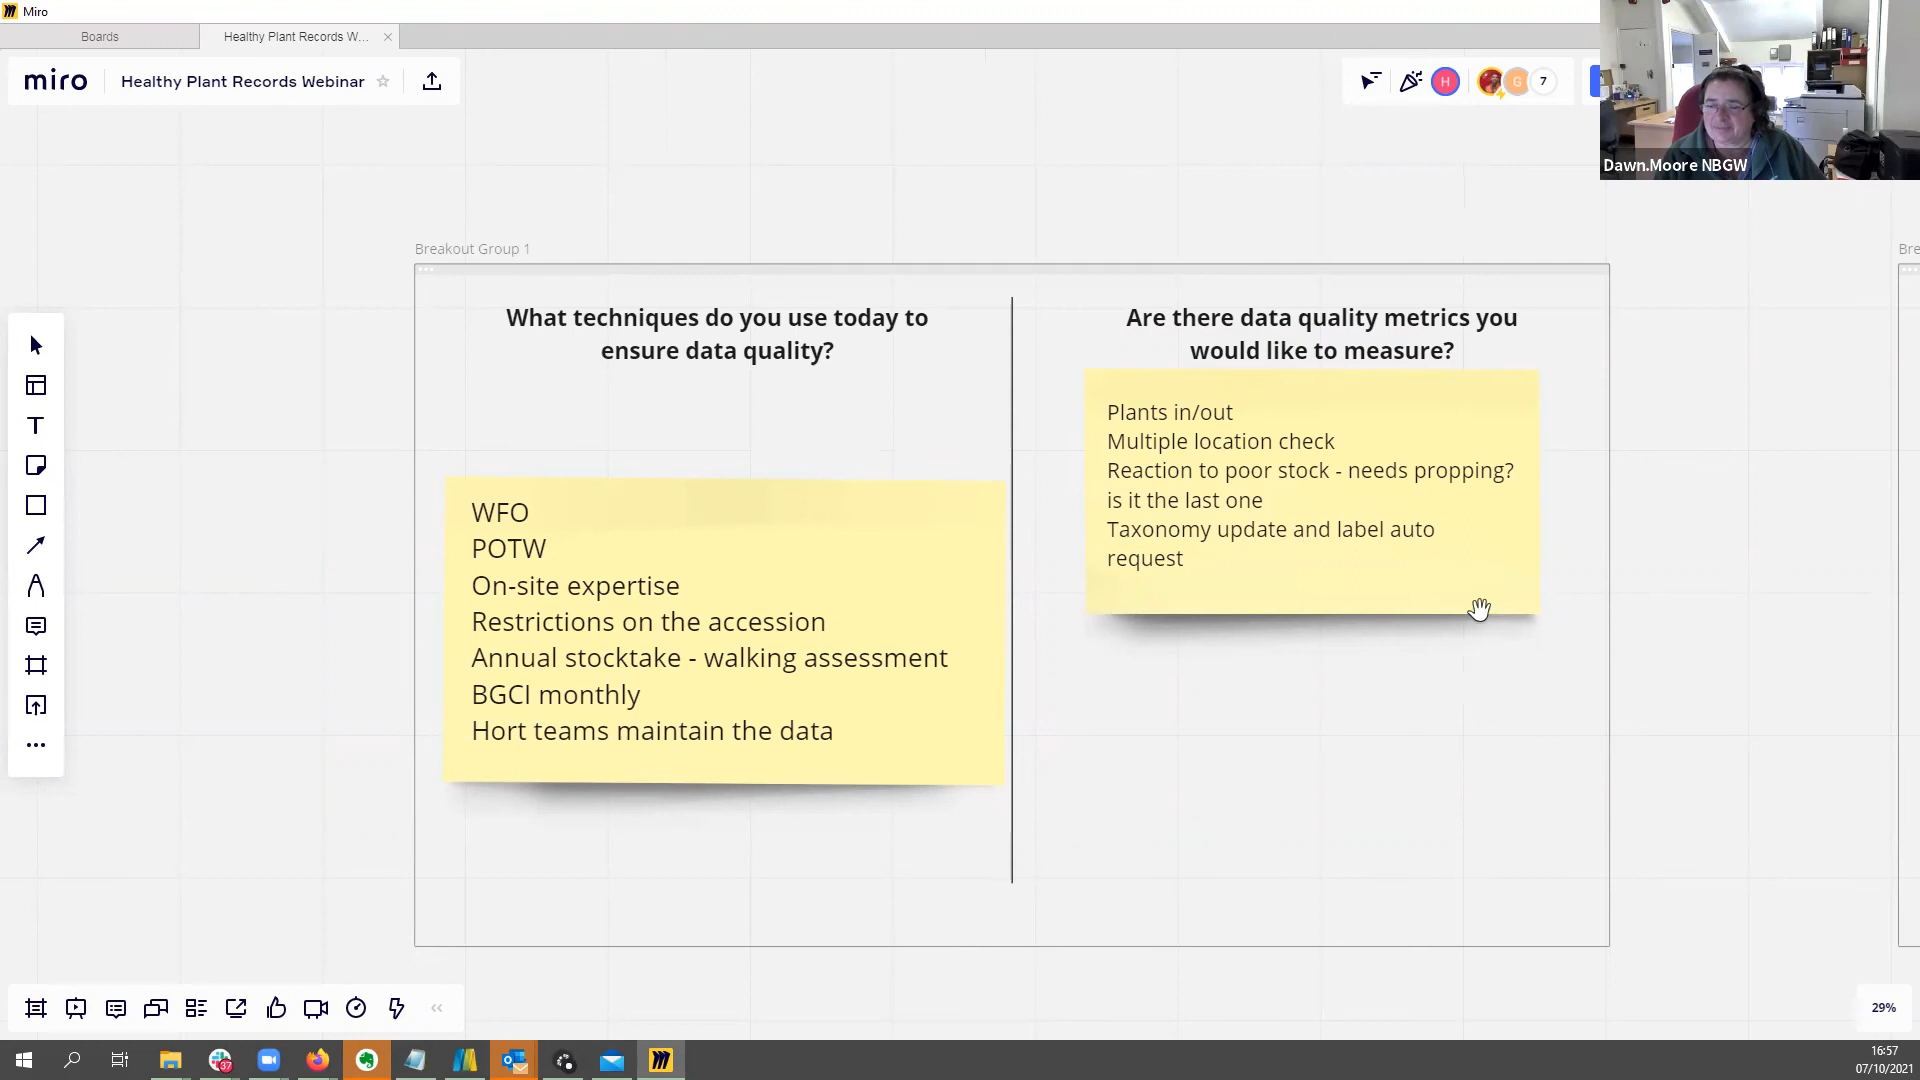 Miro
Boards
Healthy Plant Records W...
miro
Healthy Plant Records Webinar
H
G
7
Dawn.Moore NBGW
Breakout Group 1
Bre
What techniques do you use today to
ensure data quality?
WFO
POTW
On-site expertise
Restrictions on the accession
Annual stocktake - walking assessment
BGCI monthly
Hort teams maintain the data
Are there data quality metrics you
would like to measure?
Plants in/out
Multiple location check
Reaction to poor stock - needs propping?
is it the last one
Taxonomy update and label auto
request
29%
37
16:57
07/10/2021